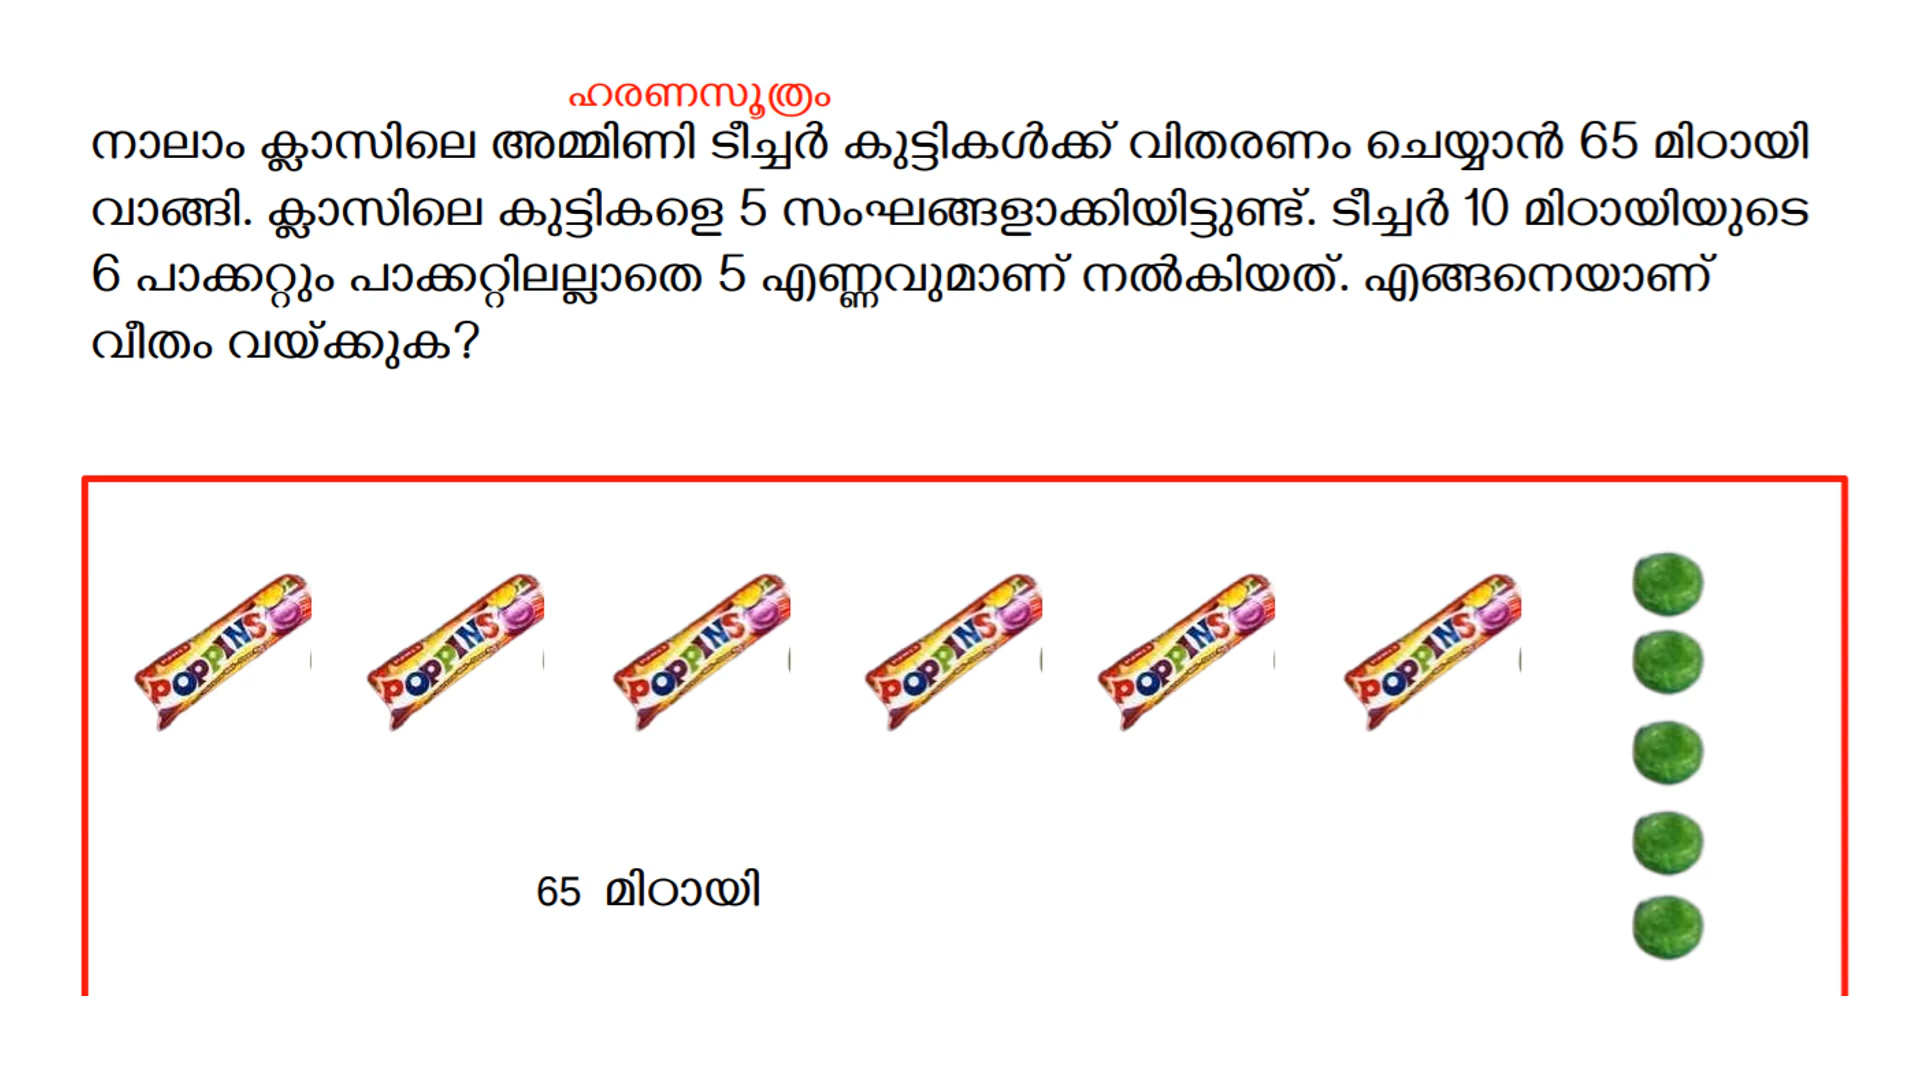 ഹരണസൂത്രം
നാലാം ക്ലാസിലെ അമ്മിണി ടീച്ചർ കുട്ടികൾക്ക് വിതരണം ചെയ്യാൻ 65 മിഠായി
വാങ്ങി. ക്ലാസിലെ കുട്ടികളെ 5 സംഘങ്ങളാക്കിയിട്ടുണ്ട്. ടീച്ചർ 10 മിഠായിയുടെ
6 പാക്കറ്റും പാക്കറ്റിലല്ലാതെ 5 എണ്ണവുമാണ് നൽകിയത്. എങ്ങനെയാണ്
വീതം വയ്ക്കുക?
POPPINS POPPINS POPPINS POPPINS POPPINS POPPINS
65 മിഠായി